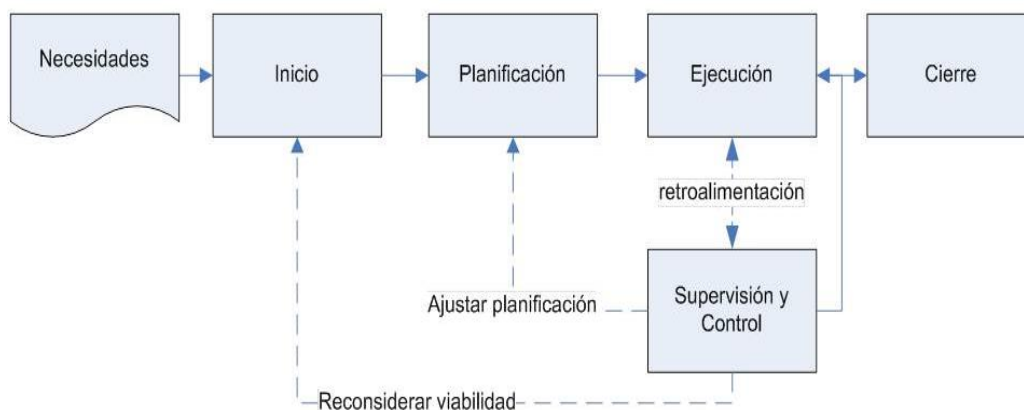 Necesidades
Inicio
Planificación
Ejecución
Cierre
retroalimentación
Ajustar planificación
Supervisión y
Control
Reconsiderar viabilidad